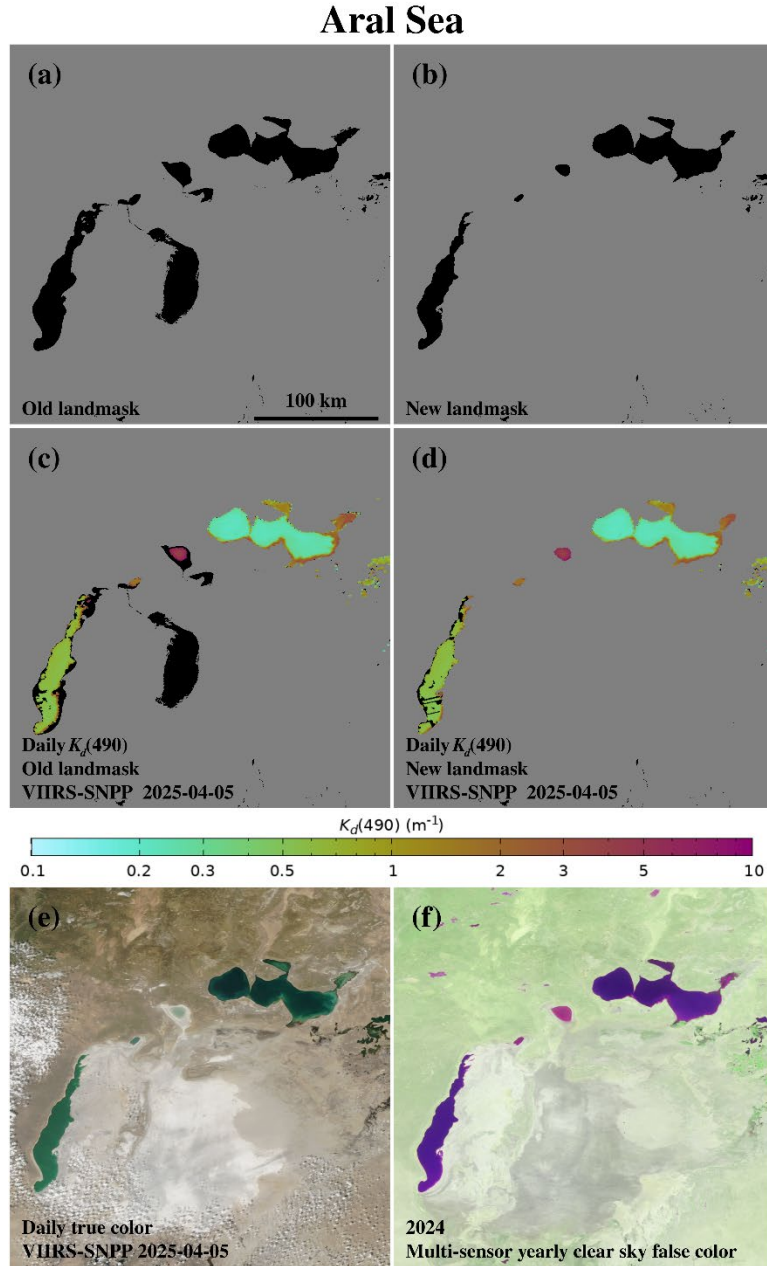 Aral Sea
(a)
(b)
Old landmask
100 km
New landmask
(c)
(d)
Daily K_d(490)
Old landmask
VIIRS-SNPP 2025-04-05
Daily K_d(490)
New landmask
VIIRS-SNPP 2025-04-05
K_d(490) (m⁻¹)
0.1 0.2 0.3 0.5 1 2 3 5 10
(e)
(f)
Daily true color
VIIRS-SNPP 2025-04-05
2024
Multi-sensor yearly clear sky false color